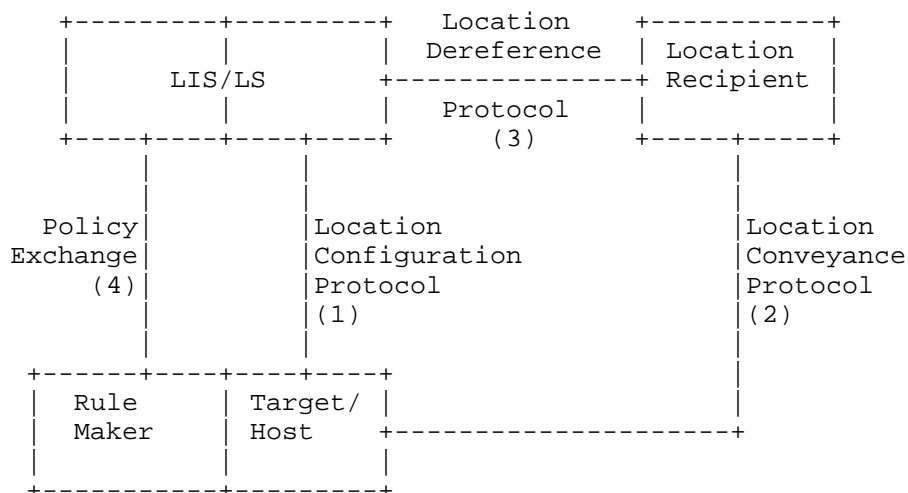 Location
Dereference
LIS/LS
Location
Recipient
Protocol
(3)
Policy
Exchange
(4)
Location
Configuration
Protocol
(1)
Location
Conveyance
Protocol
(2)
Rule
Maker
Target/
Host